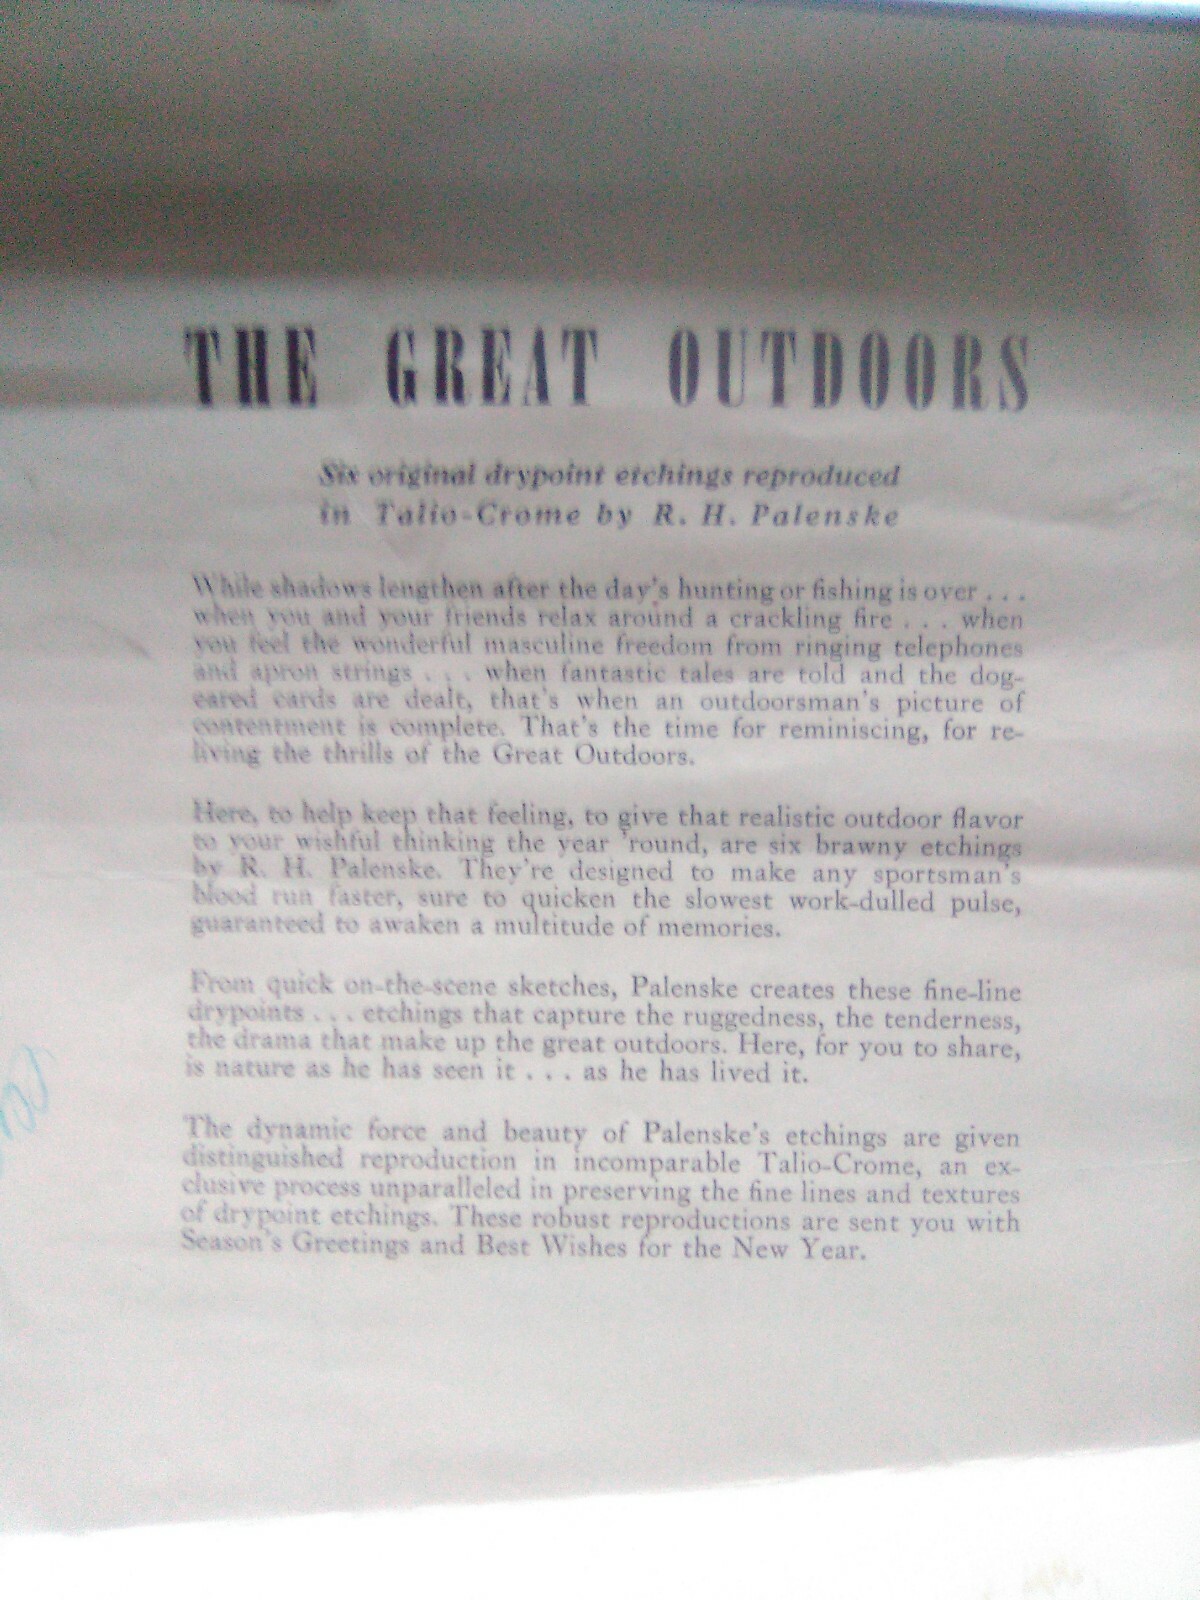 THE GREAT OUTDOORS
Six original drypoint etchings reproduced
in Talio-Crome by R. H. Palenske
While shadows lengthen after the day's hunting or fishing is over . . .
when you and your friends relax around a crackling fire . . . when
you feel the wonderful masculine freedom from ringing telephones
and apron strings . . . when fantastic tales are told and the dog-
eared cards are dealt, that's when an outdoorsman's picture of
contentment is complete. That's the time for reminiscing, for re-
living the thrills of the Great Outdoors.
Here, to help keep that feeling, to give that realistic outdoor flavor
to your wishful thinking the year 'round, are six brawny etchings
by R. H. Palenske. They're designed to make any sportsman's
blood run faster, sure to quicken the slowest work-dulled pulse,
guaranteed to awaken a multitude of memories.
From quick on-the-scene sketches, Palenske creates these fine-line
drypoints . . . etchings that capture the ruggedness, the tenderness,
the drama that make up the great outdoors. Here, for you to share,
is nature as he has seen it . . . as he has lived it.
The dynamic force and beauty of Palenske's etchings are given
distinguished reproduction in incomparable Talio-Crome, an ex-
clusive process unparalleled in preserving the fine lines and textures
of drypoint etchings. These robust reproductions are sent you with
Season's Greetings and Best Wishes for the New Year.